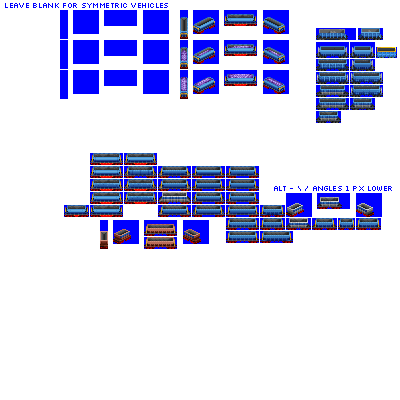 LEAVE BLANK FOR SYMMETRIC VEHICLES
ALT - \ / ANGLES 1 PX LOWER